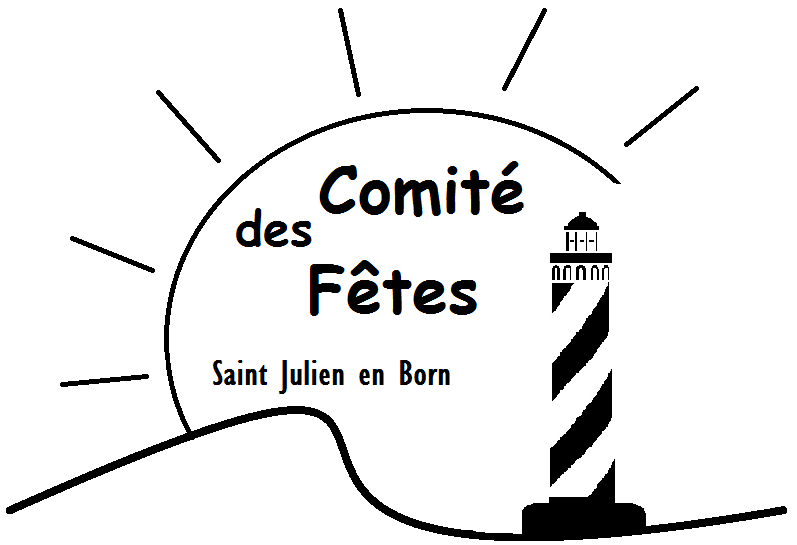 Comité
des
Fêtes
Saint Julien en Born